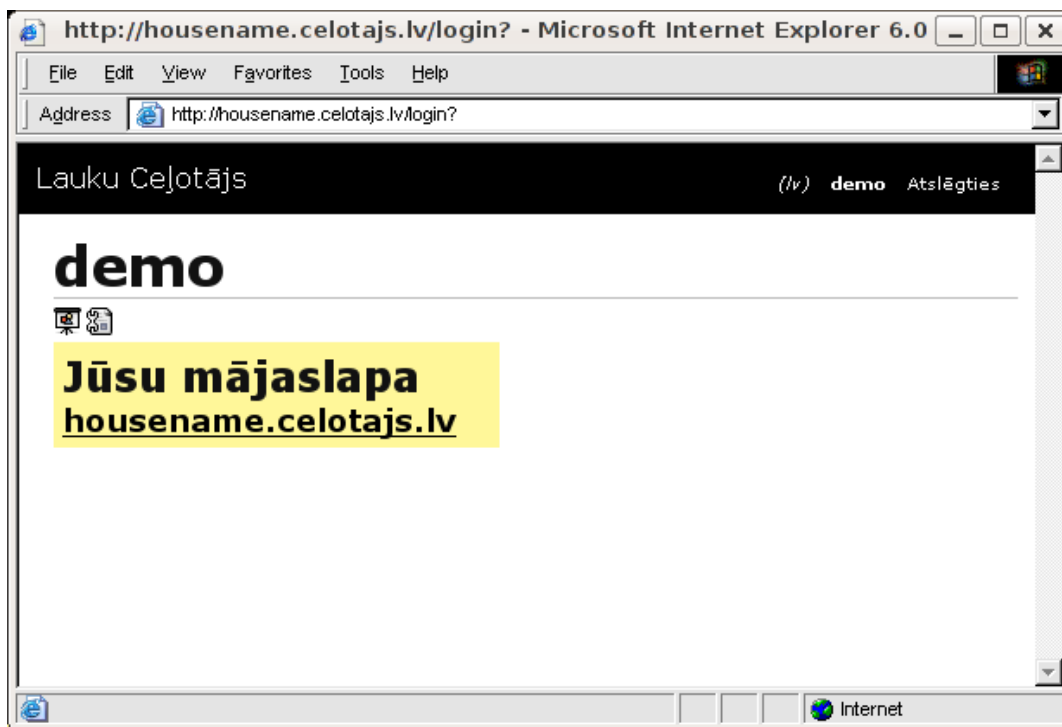 http://housename.celotajs.lv/login? - Microsoft Internet Explorer 6.0
File Edit View Favorites Tools Help
Address http://housename.celotajs.lv/login?
Lauku Ceļotājs (lv) demo Atslēgties
demo
Jūsu mājaslapa
housename.celotajs.lv
Internet